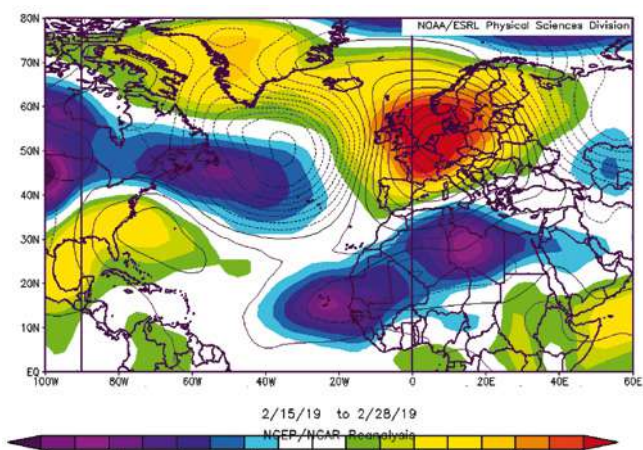 80N
NOAA/ESRL Physical Sciences Division
70N
60N
50N
40N
30N
20N
10N
EQ
100W 80W 60W 40W 20W 0 20E 40E 60E
2/15/19 to 2/28/19
NCEP/NCAR Reanalysis